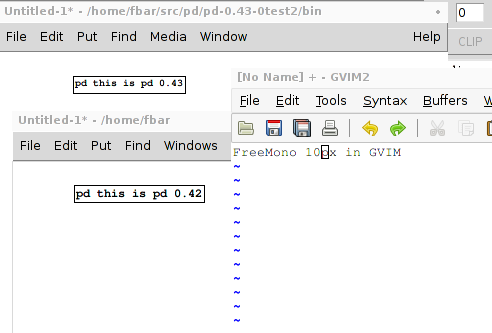 Untitled-1* - /home/fbar/src/pd/pd-0.43-0test2/bin
File Edit Put Find Media Window Help
0
CLIP
pd this is pd 0.43
Untitled-1* - /home/fbar
File Edit Put Find Windows
pd this is pd 0.42
[No Name] + - GVIM2
File Edit Tools Syntax Buffers W
FreeMono 10px in GVIM
~
~
~
~
~
~
~
~
~
~
~
~